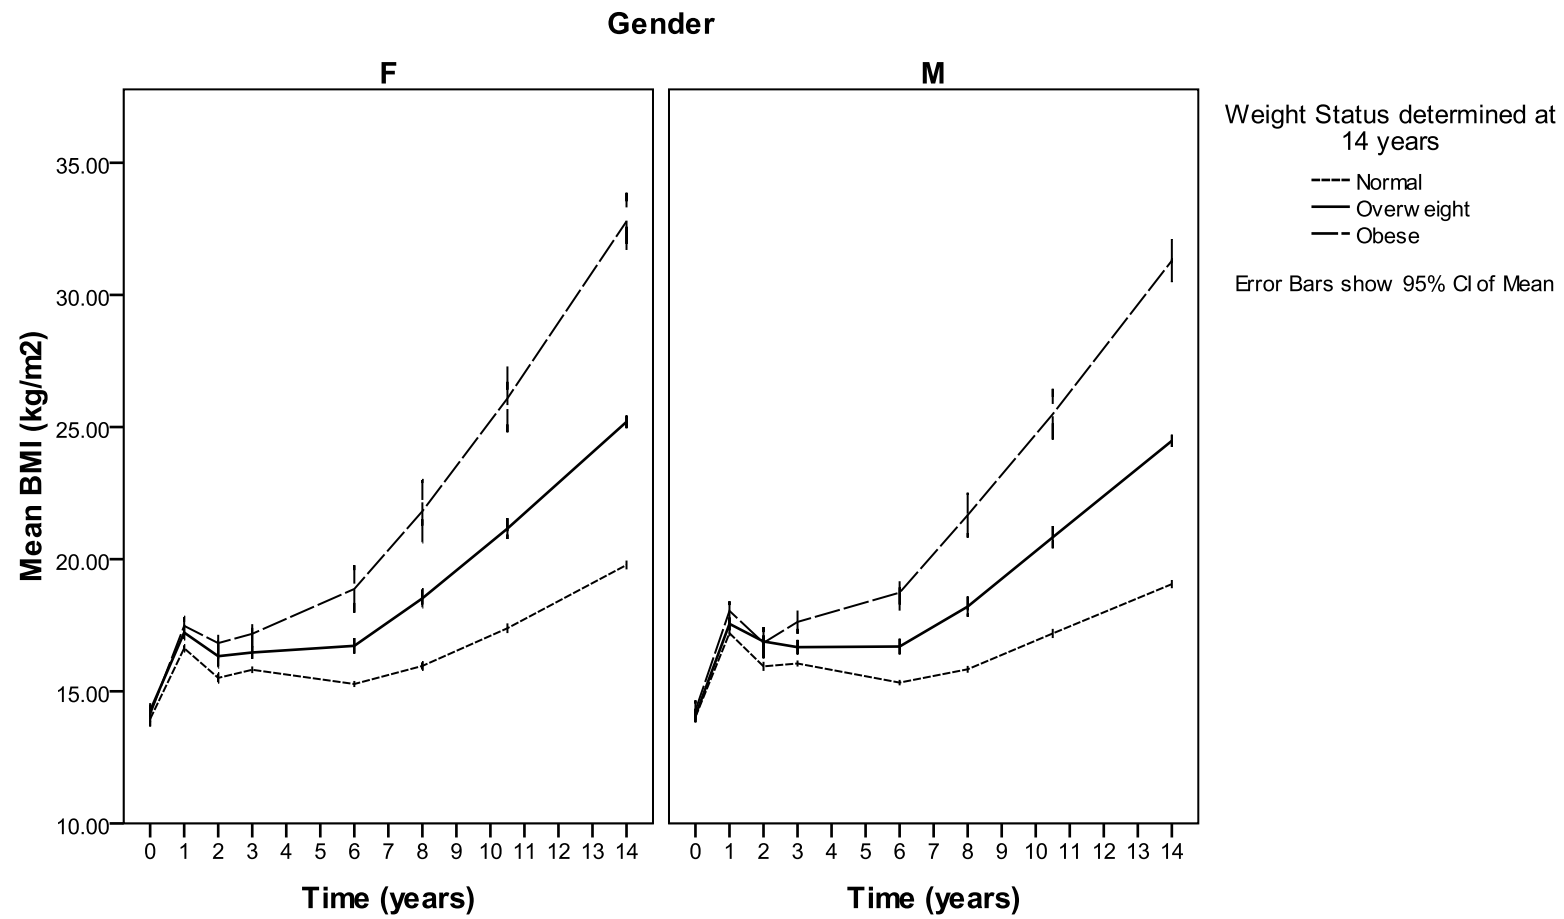 Gender
F
M
Weight Status determined at
14 years
Normal
Overweight
Obese
Error Bars show 95% CI of Mean
Mean BMI (kg/m2)
35.00
30.00
25.00
20.00
15.00
10.00
0 1 2 3 4 5 6 7 8 9 10 11 12 13 14
0 1 2 3 4 5 6 7 8 9 10 11 12 13 14
Time (years)
Time (years)